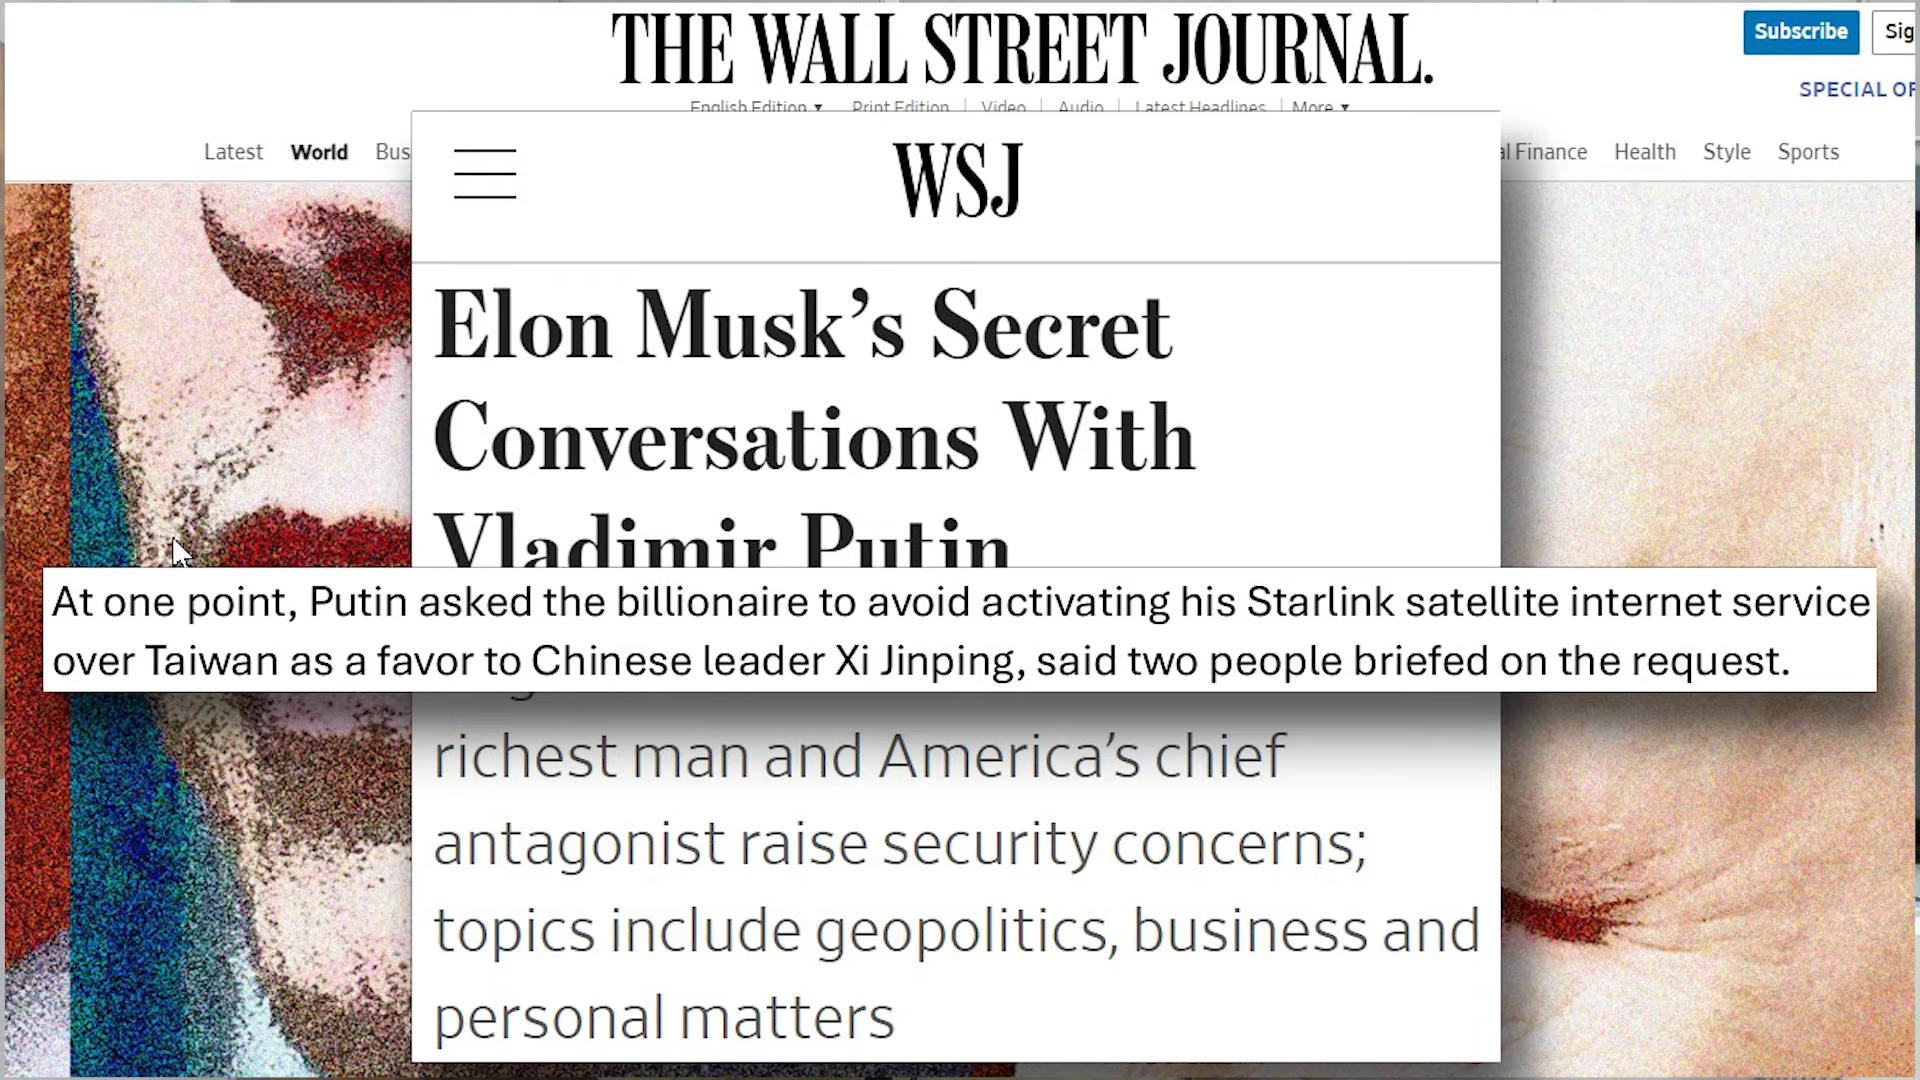 THE WALL STREET JOURNAL.
Subscribe
English Edition ▼ Print Edition Video Audio Latest Headlines More ▼
SPECIAL
Latest World Finance Health Style Sports
WSJ
Elon Musk’s Secret
Conversations With
Vladimir Putin
At one point, Putin asked the billionaire to avoid activating his Starlink satellite internet service
over Taiwan as a favor to Chinese leader Xi Jinping, said two people briefed on the request.
richest man and America’s chief
antagonist raise security concerns;
topics include geopolitics, business and
personal matters